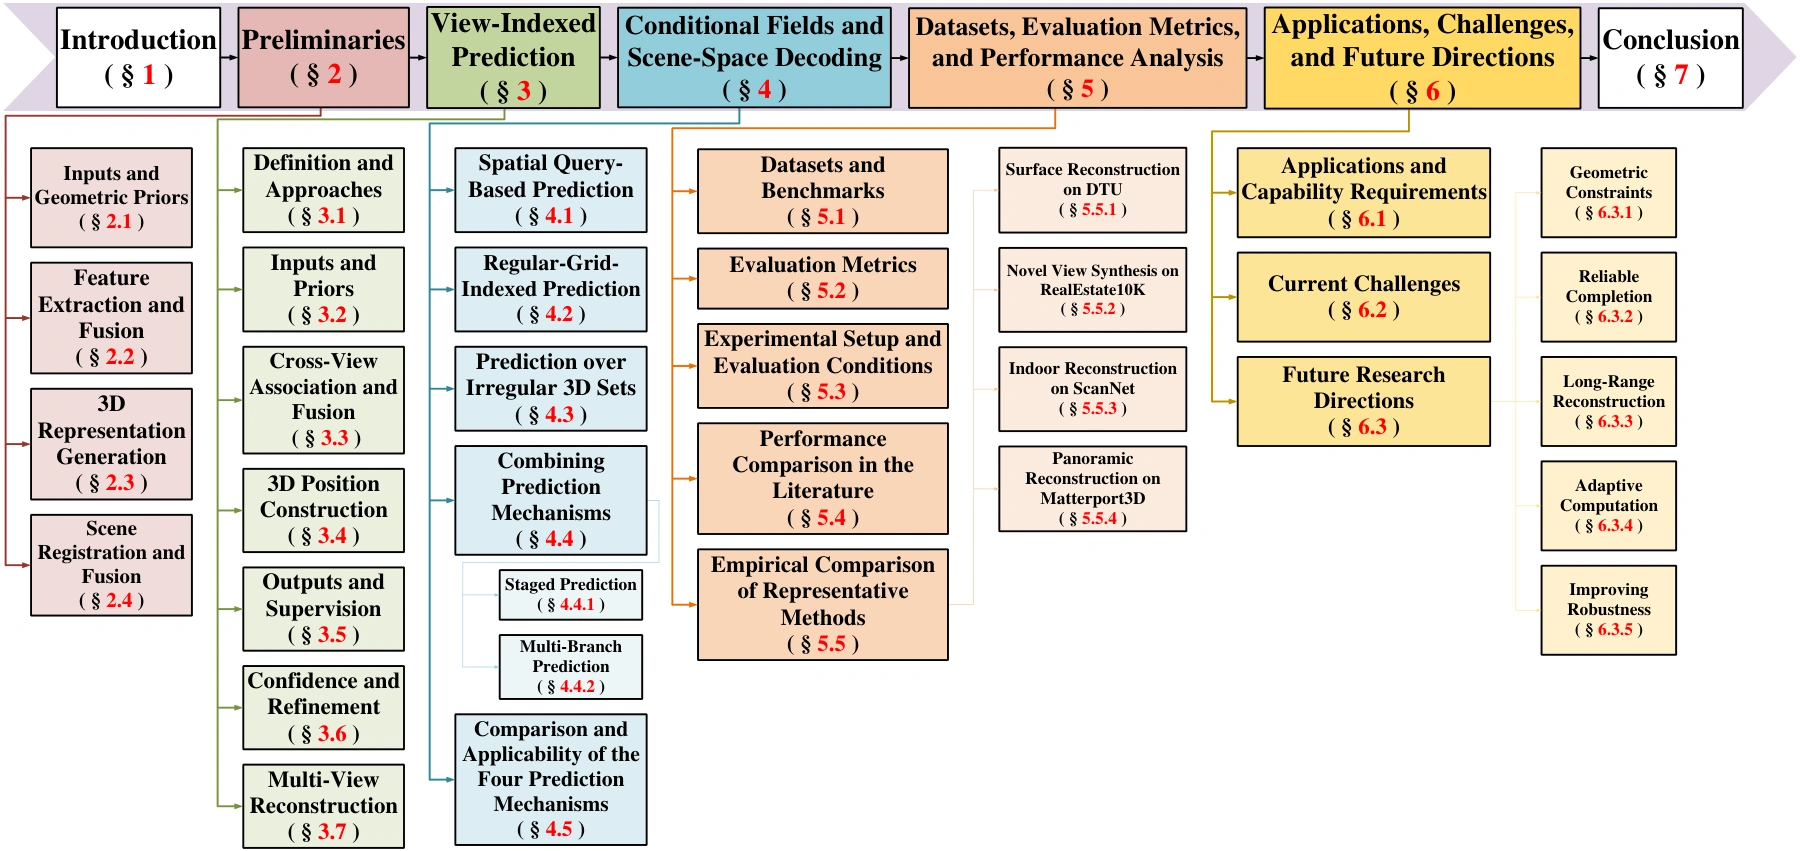 Introduction
( § 1 )
Preliminaries
( § 2 )
View-Indexed
Prediction
( § 3 )
Conditional Fields and
Scene-Space Decoding
( § 4 )
Datasets, Evaluation Metrics,
and Performance Analysis
( § 5 )
Applications, Challenges,
and Future Directions
( § 6 )
Conclusion
( § 7 )
Inputs and
Geometric Priors
( § 2.1 )
Feature
Extraction and
Fusion
( § 2.2 )
3D
Representation
Generation
( § 2.3 )
Scene
Registration and
Fusion
( § 2.4 )
Definition and
Approaches
( § 3.1 )
Inputs and
Priors
( § 3.2 )
Cross-View
Association and
Fusion
( § 3.3 )
3D Position
Construction
( § 3.4 )
Outputs and
Supervision
( § 3.5 )
Confidence and
Refinement
( § 3.6 )
Multi-View
Reconstruction
( § 3.7 )
Spatial Query-
Based Prediction
( § 4.1 )
Regular-Grid-
Indexed Prediction
( § 4.2 )
Prediction over
Irregular 3D Sets
( § 4.3 )
Combining
Prediction
Mechanisms
( § 4.4 )
Staged Prediction
( § 4.4.1 )
Multi-Branch
Prediction
( § 4.4.2 )
Comparison and
Applicability of the
Four Prediction
Mechanisms
( § 4.5 )
Datasets and
Benchmarks
( § 5.1 )
Evaluation Metrics
( § 5.2 )
Experimental Setup and
Evaluation Conditions
( § 5.3 )
Performance
Comparison in the
Literature
( § 5.4 )
Empirical Comparison
of Representative
Methods
( § 5.5 )
Surface Reconstruction
on DTU
( § 5.5.1 )
Novel View Synthesis on
RealEstate10K
( § 5.5.2 )
Indoor Reconstruction
on ScanNet
( § 5.5.3 )
Panoramic
Reconstruction on
Matterport3D
( § 5.5.4 )
Applications and
Capability Requirements
( § 6.1 )
Current Challenges
( § 6.2 )
Future Research
Directions
( § 6.3 )
Geometric
Constraints
( § 6.3.1 )
Reliable
Completion
( § 6.3.2 )
Long-Range
Reconstruction
( § 6.3.3 )
Adaptive
Computation
( § 6.3.4 )
Improving
Robustness
( § 6.3.5 )